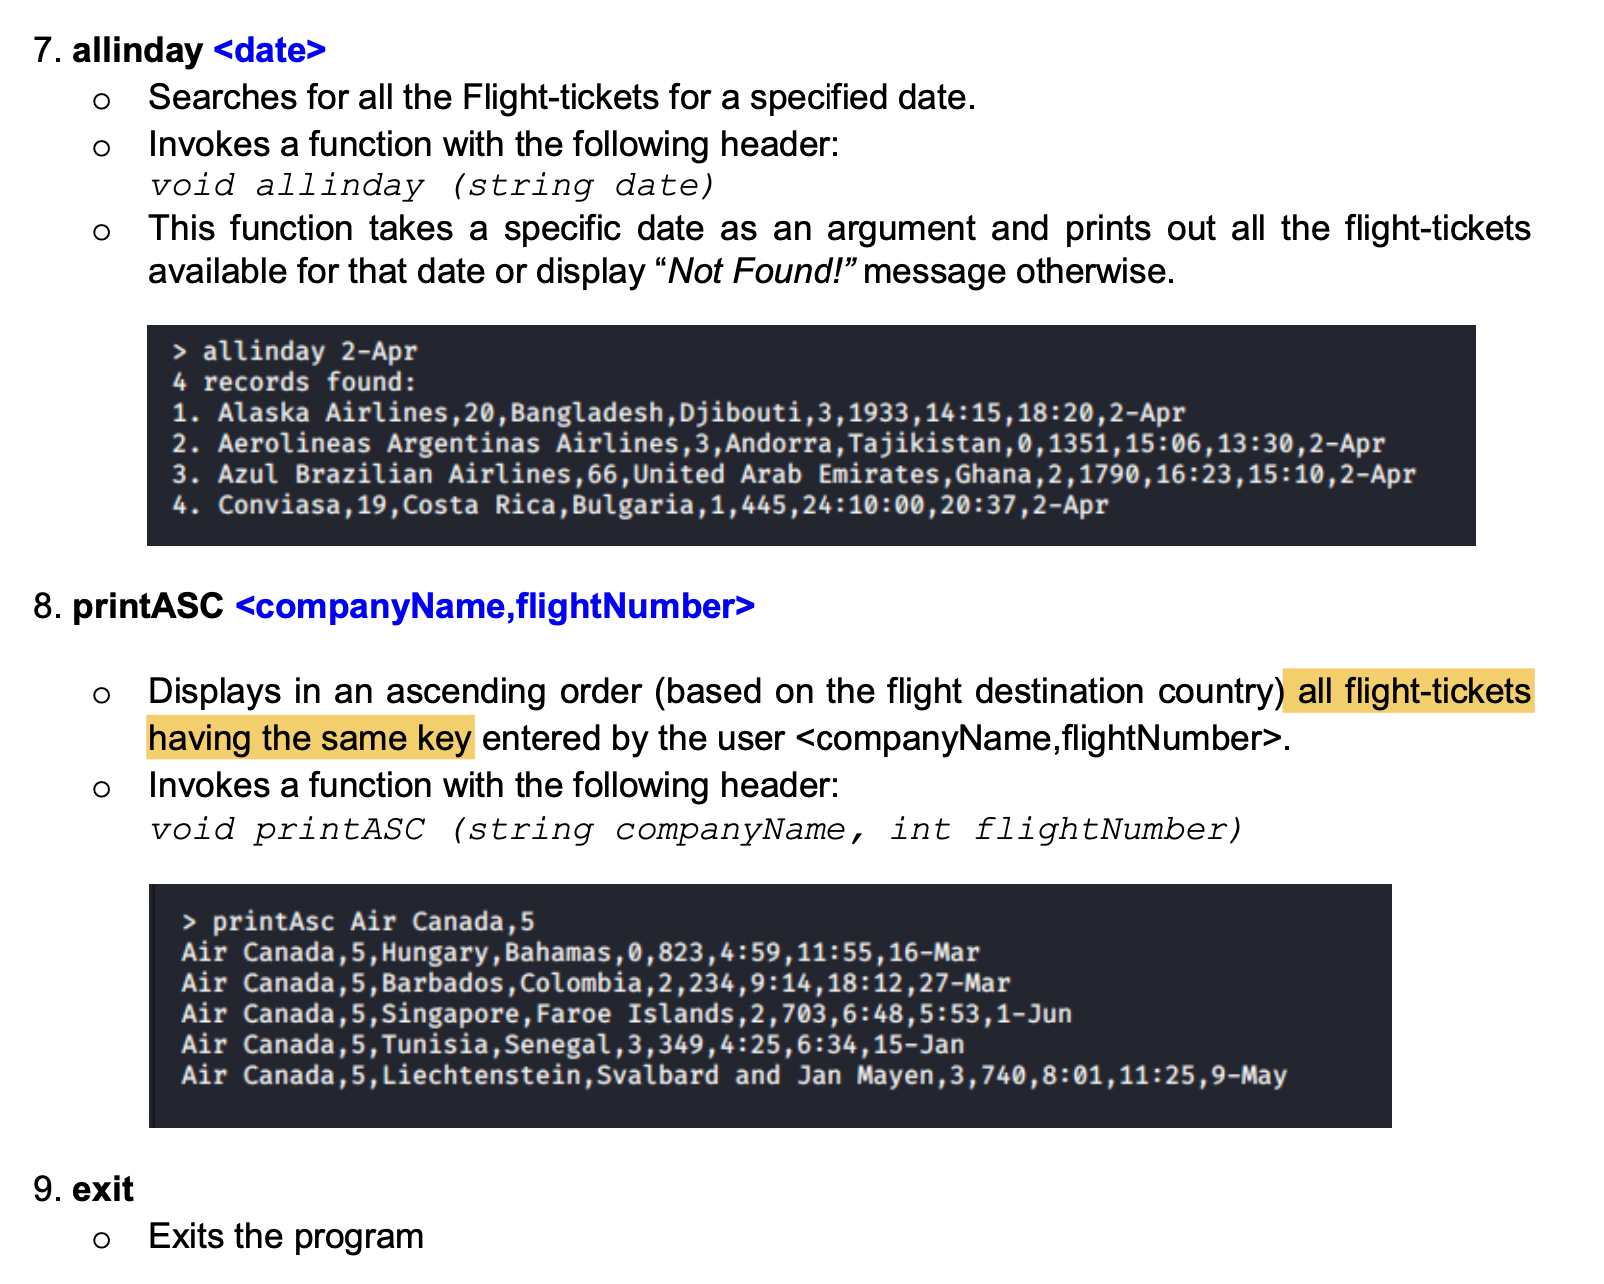 7. allinday <date>
o Searches for all the Flight-tickets for a specified date.
o Invokes a function with the following header:
void allinday (string date)
o This function takes a specific date as an argument and prints out all the flight-tickets
available for that date or display “Not Found!” message otherwise.
> allinday 2-Apr
4 records found:
1. Alaska Airlines,20,Bangladesh,Djibouti,3,1933,14:15,18:20,2-Apr
2. Aerolineas Argentinas Airlines,3,Andorra,Tajikistan,0,1351,15:06,13:30,2-Apr
3. Azul Brazilian Airlines,66,United Arab Emirates,Ghana,2,1790,16:23,15:10,2-Apr
4. Conviasa,19,Costa Rica,Bulgaria,1,445,24:10:00,20:37,2-Apr
8. printASC <companyName,flightNumber>
o Displays in an ascending order (based on the flight destination country) all flight-tickets
having the same key entered by the user <companyName,flightNumber>.
o Invokes a function with the following header:
void printASC (string companyName, int flightNumber)
> printAsc Air Canada,5
Air Canada,5,Hungary,Bahamas,0,823,4:59,11:55,16-Mar
Air Canada,5,Barbados,Colombia,2,234,9:14,18:12,27-Mar
Air Canada,5,Singapore,Faroe Islands,2,703,6:48,5:53,1-Jun
Air Canada,5,Tunisia,Senegal,3,349,4:25,6:34,15-Jan
Air Canada,5,Liechtenstein,Svalbard and Jan Mayen,3,740,8:01,11:25,9-May
9. exit
o Exits the program